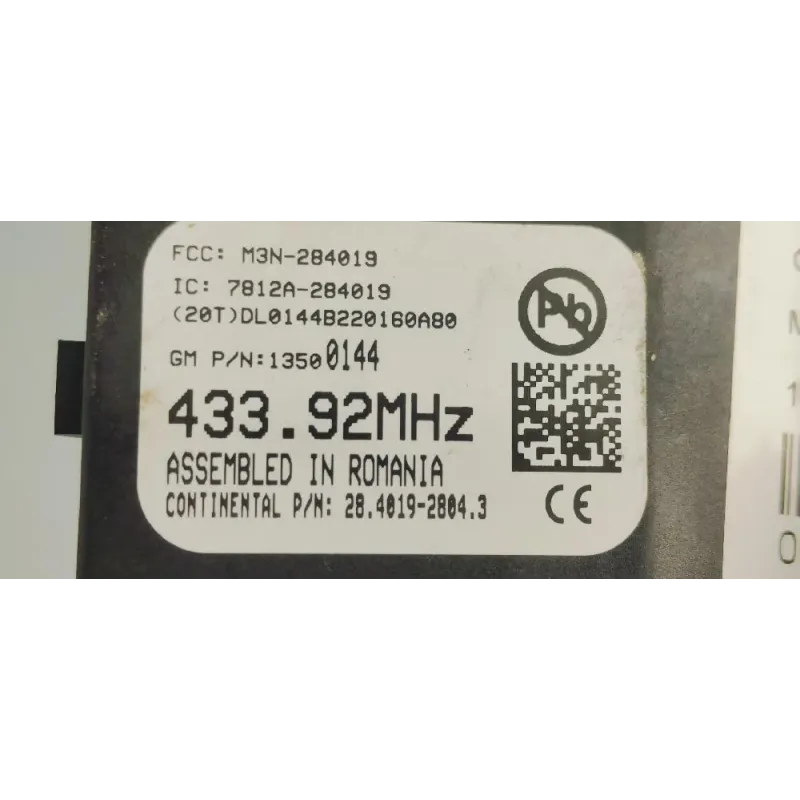 FCC: M3N-284019
IC: 7812A-284019
(20T)DL0144B220160A80
GM P/N:13500144
433.92MHz
ASSEMBLED IN ROMANIA
CONTINENTAL P/N: 28.4019-2804.3
Pb
CE